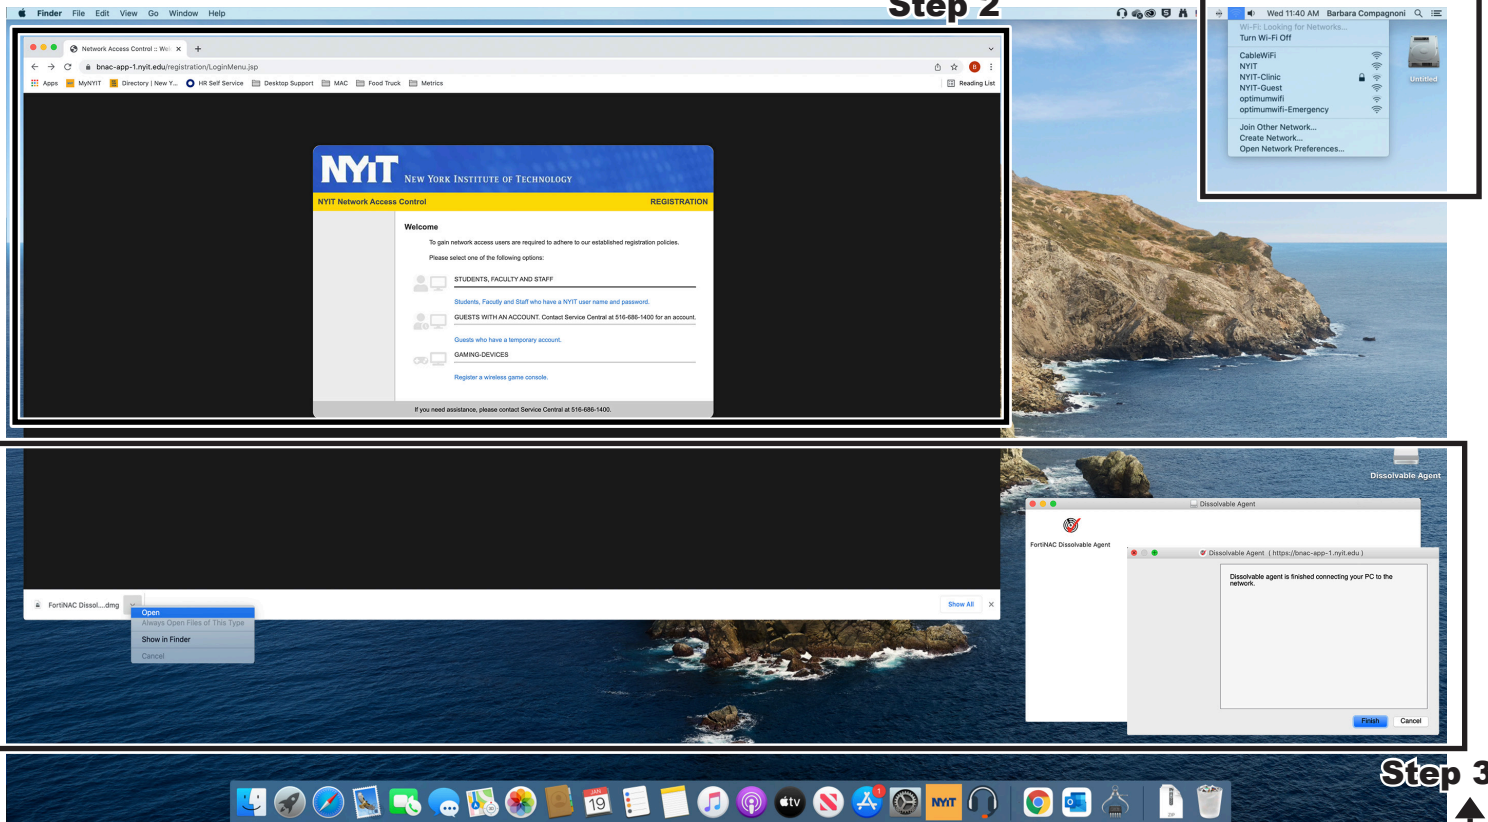 Step 2
Finder File Edit View Go Window Help
Wed 11:40 AM Barbara Compagnoni
Wi-Fi: Looking for Networks...
Turn Wi-Fi Off
CableWiFi
NYIT
NYIT-Clinic
NYIT-Guest
optimumwifi
optimumwifi-Emergency
Join Other Network...
Create Network...
Open Network Preferences...
Untitled
Network Access Control :: Wel
bnac-app-1.nyit.edu/registration/LoginMenu.jsp
B
Apps MyNYIT Directory | New Y... HR Self Service Desktop Support MAC Food Truck Metrics Reading List
NYIT NEW YORK INSTITUTE OF TECHNOLOGY
NYIT Network Access Control REGISTRATION
Welcome
To gain network access users are required to adhere to our established registration policies.
Please select one of the following options:
STUDENTS, FACULTY AND STAFF
Students, Faculty and Staff who have a NYIT user name and password.
GUESTS WITH AN ACCOUNT. Contact Service Central at 516-686-1400 for an account.
Guests who have a temporary account.
GAMING-DEVICES
Register a wireless game console.
If you need assistance, please contact Service Central at 516-686-1400.
Dissolvable Agent
Dissolvable Agent
FortiNAC Dissolvable Agent
Dissolvable Agent ( https://bnac-app-1.nyit.edu )
Dissolvable agent is finished connecting your PC to the
network.
Finish Cancel
FortiNAC Dissol....dmg
Show All
Open
Always Open Files of This Type
Show in Finder
Cancel
Step 3
JAN
19
tv
1
NYIT
ZIP